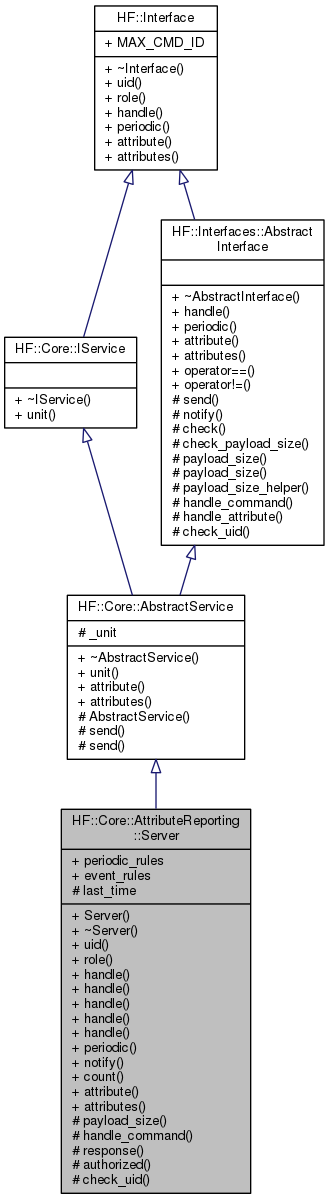 HF::Interface
+ MAX_CMD_ID
+ ~Interface()
+ uid()
+ role()
+ handle()
+ periodic()
+ attribute()
+ attributes()
HF::Interfaces::Abstract
Interface
+ ~AbstractInterface()
+ handle()
+ periodic()
+ attribute()
+ attributes()
+ operator==()
+ operator!=()
# send()
# notify()
# check()
# check_payload_size()
# payload_size()
# payload_size()
# payload_size_helper()
# handle_command()
# handle_attribute()
# check_uid()
HF::Core::IService
+ ~IService()
+ unit()
HF::Core::AbstractService
# _unit
+ ~AbstractService()
+ unit()
+ attribute()
+ attributes()
# AbstractService()
# send()
# send()
HF::Core::AttributeReporting
::Server
+ periodic_rules
+ event_rules
# last_time
+ Server()
+ ~Server()
+ uid()
+ role()
+ handle()
+ handle()
+ handle()
+ handle()
+ handle()
+ periodic()
+ notify()
+ count()
+ attribute()
+ attributes()
# payload_size()
# handle_command()
# response()
# authorized()
# check_uid()